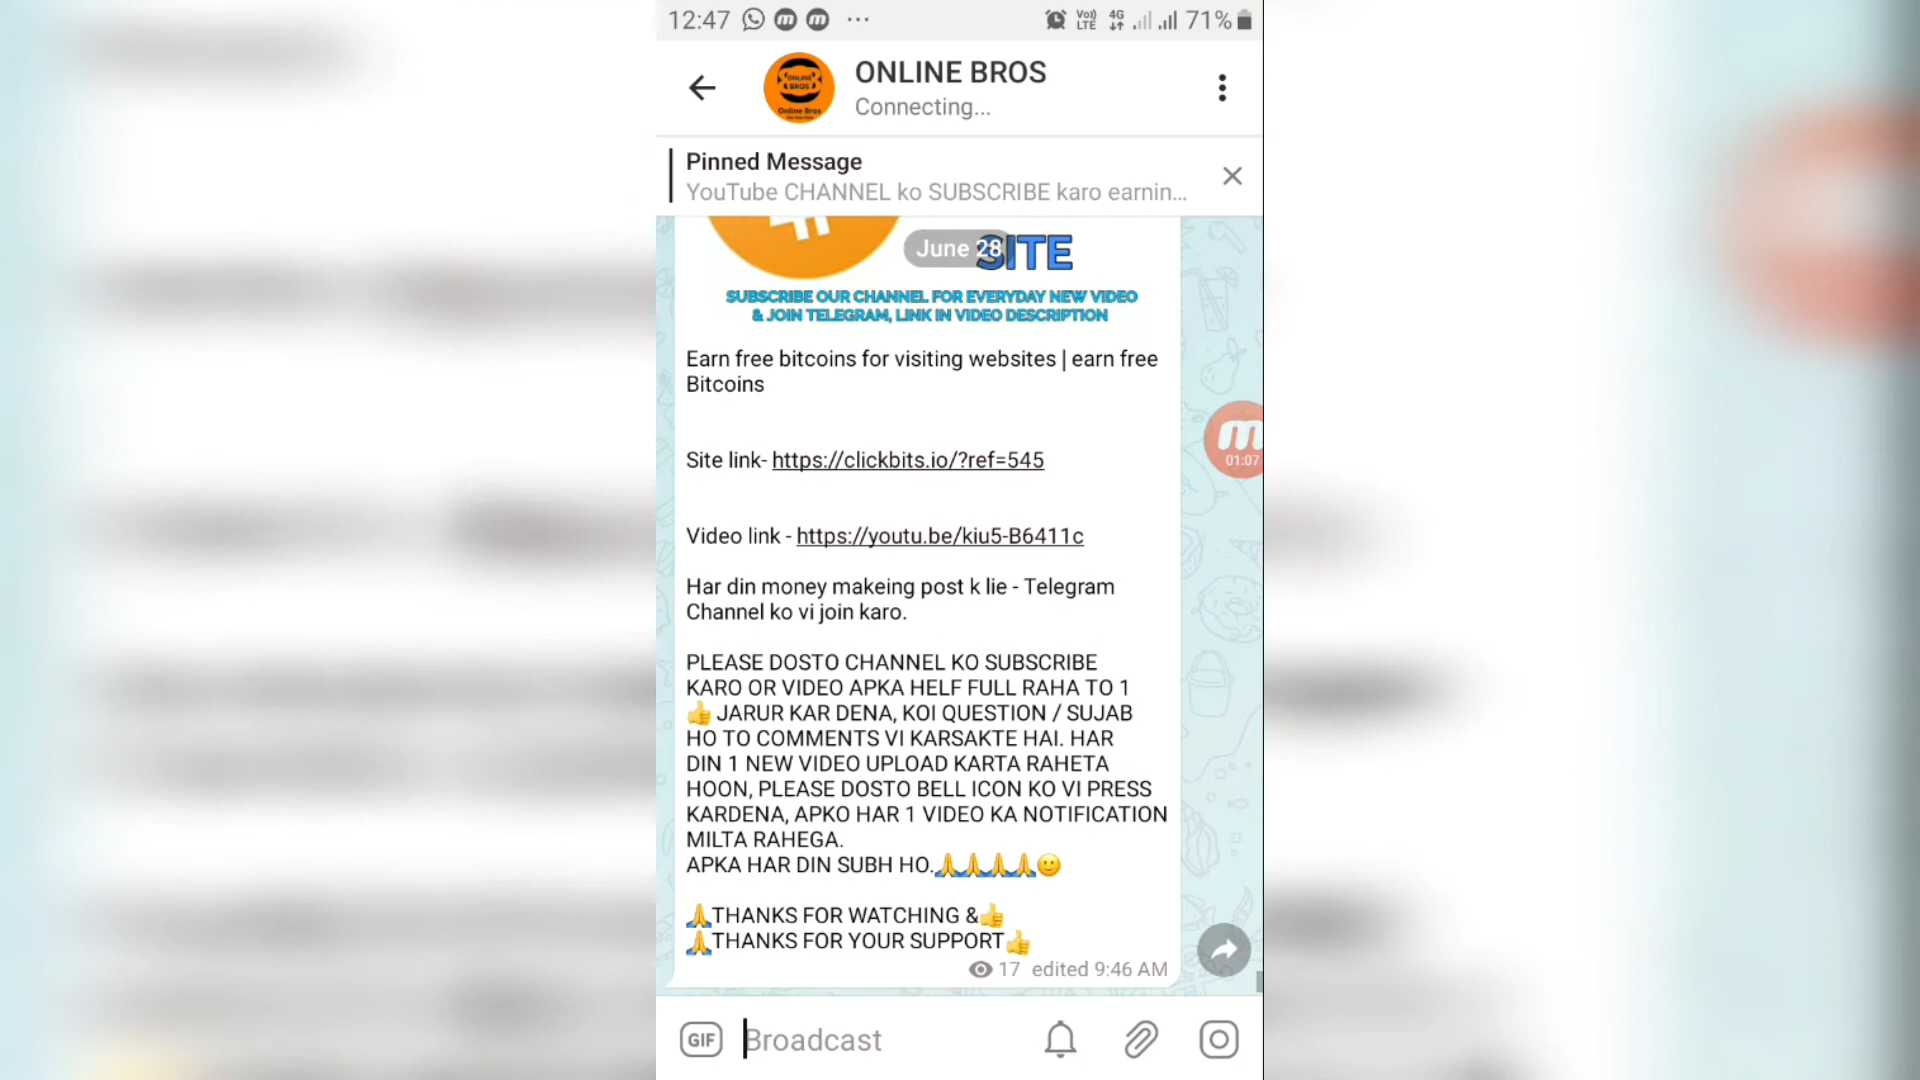 12:47
VoLTE 4G 71%
ONLINE BROS
Online Bros
ONLINE BROS
Connecting...
Pinned Message
YouTube CHANNEL ko SUBSCRIBE karo earnin...
June 28
SITE
SUBSCRIBE OUR CHANNEL FOR EVERYDAY NEW VIDEO
& JOIN TELEGRAM, LINK IN VIDEO DESCRIPTION
Earn free bitcoins for visiting websites | earn free
Bitcoins
Site link- https://clickbits.io/?ref=545
01:07
Video link - https://youtu.be/kiu5-B6411c
Har din money makeing post k lie - Telegram
Channel ko vi join karo.
PLEASE DOSTO CHANNEL KO SUBSCRIBE
KARO OR VIDEO APKA HELF FULL RAHA TO 1
👍 JARUR KAR DENA, KOI QUESTION / SUJAB
HO TO COMMENTS VI KARSAKTE HAI. HAR
DIN 1 NEW VIDEO UPLOAD KARTA RAHETA
HOON, PLEASE DOSTO BELL ICON KO VI PRESS
KARDENA, APKO HAR 1 VIDEO KA NOTIFICATION
MILTA RAHEGA.
APKA HAR DIN SUBH HO.🙏🙏🙏🙏🙂
🙏THANKS FOR WATCHING &👍
🙏THANKS FOR YOUR SUPPORT👍
17 edited 9:46 AM
GIF Broadcast